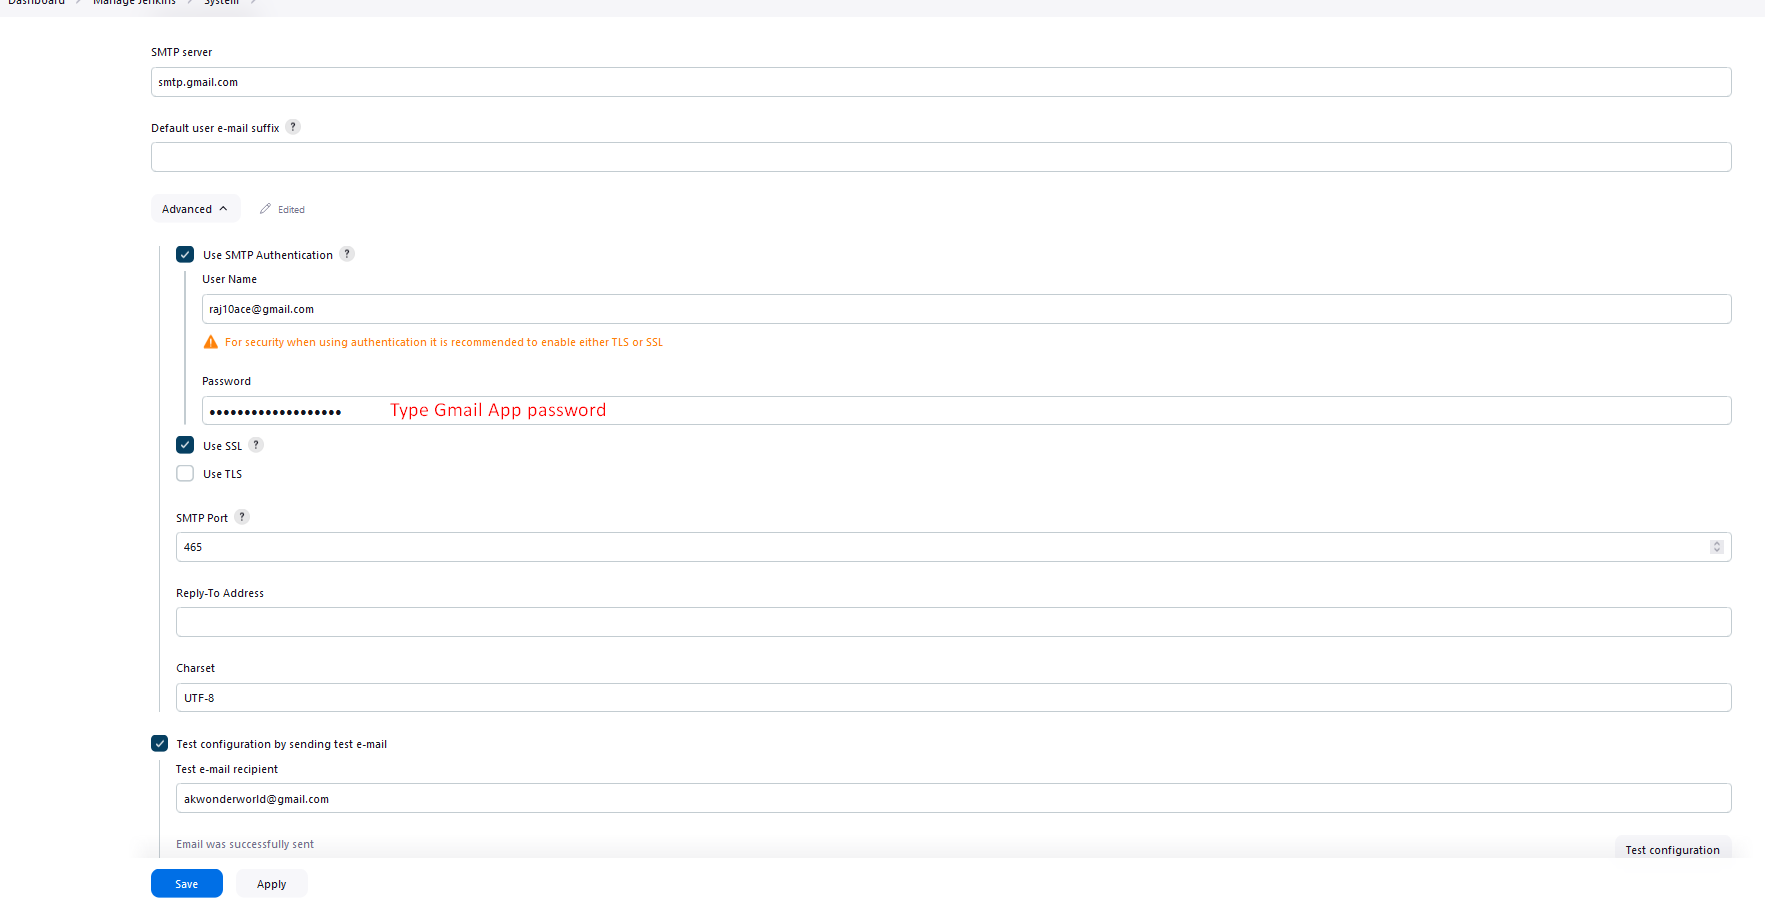 Dashboard > Manage Jenkins > System >
SMTP server
smtp.gmail.com
Default user e-mail suffix ?
Advanced Edited
Use SMTP Authentication ?
User Name
raj10ace@gmail.com
For security when using authentication it is recommended to enable either TLS or SSL
Password
••••••••••••••••••• Type Gmail App password
Use SSL ?
Use TLS
SMTP Port ?
465
Reply-To Address
Charset
UTF-8
Test configuration by sending test e-mail
Test e-mail recipient
akwonderworld@gmail.com
Email was successfully sent
Test configuration
Save Apply